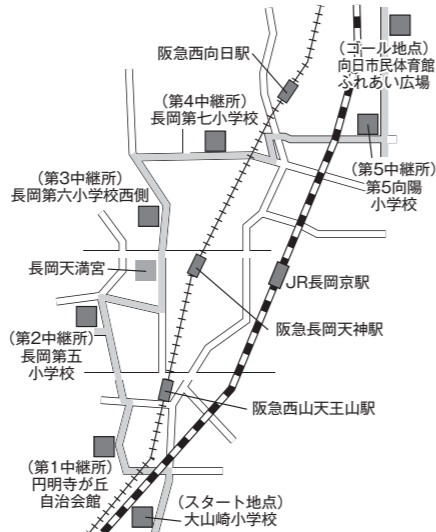 阪急西向日駅
(ゴール地点)
向日市民体育館
ふれあい広場
(第4中継所)
長岡第七小学校
(第5中継所)
第5向陽
小学校
(第3中継所)
長岡第六小学校西側
長岡天満宮
JR長岡京駅
阪急長岡天神駅
(第2中継所)
長岡第五
小学校
阪急西山天王山駅
(第1中継所)
円明寺が丘
自治会館
(スタート地点)
大山崎小学校